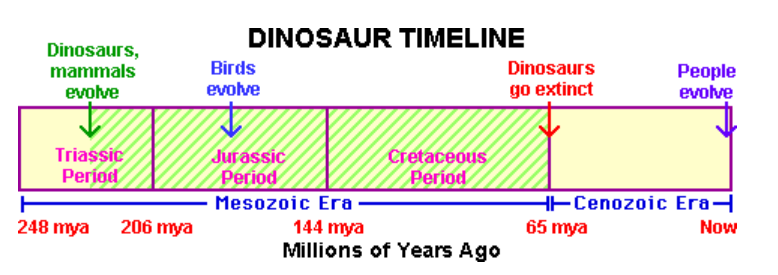 DINOSAUR TIMELINE
Dinosaurs,
mammals
evolve
Birds
evolve
Dinosaurs
go extinct
People
evolve
Triassic
Period
Jurassic
Period
Cretaceous
Period
Mesozoic Era
Cenozoic Era
248 mya
206 mya
144 mya
65 mya
Now
Millions of Years Ago